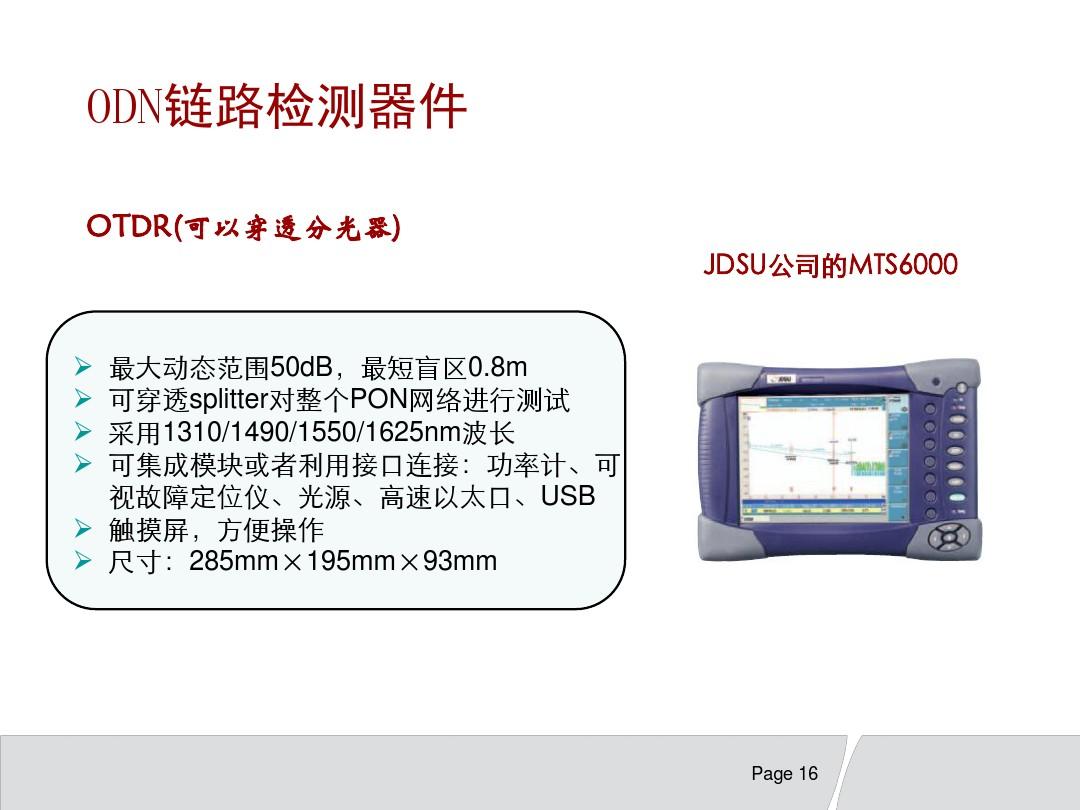 ODN链路检测器件
OTDR(可以穿透分光器)
JDSU公司的MTS6000
最大动态范围50dB，最短盲区0.8m
可穿透splitter对整个PON网络进行测试
采用1310/1490/1550/1625nm波长
可集成模块或者利用接口连接：功率计、可
视故障定位仪、光源、高速以太口、USB
触摸屏，方便操作
尺寸：285mm×195mm×93mm
JDSU
Page 16